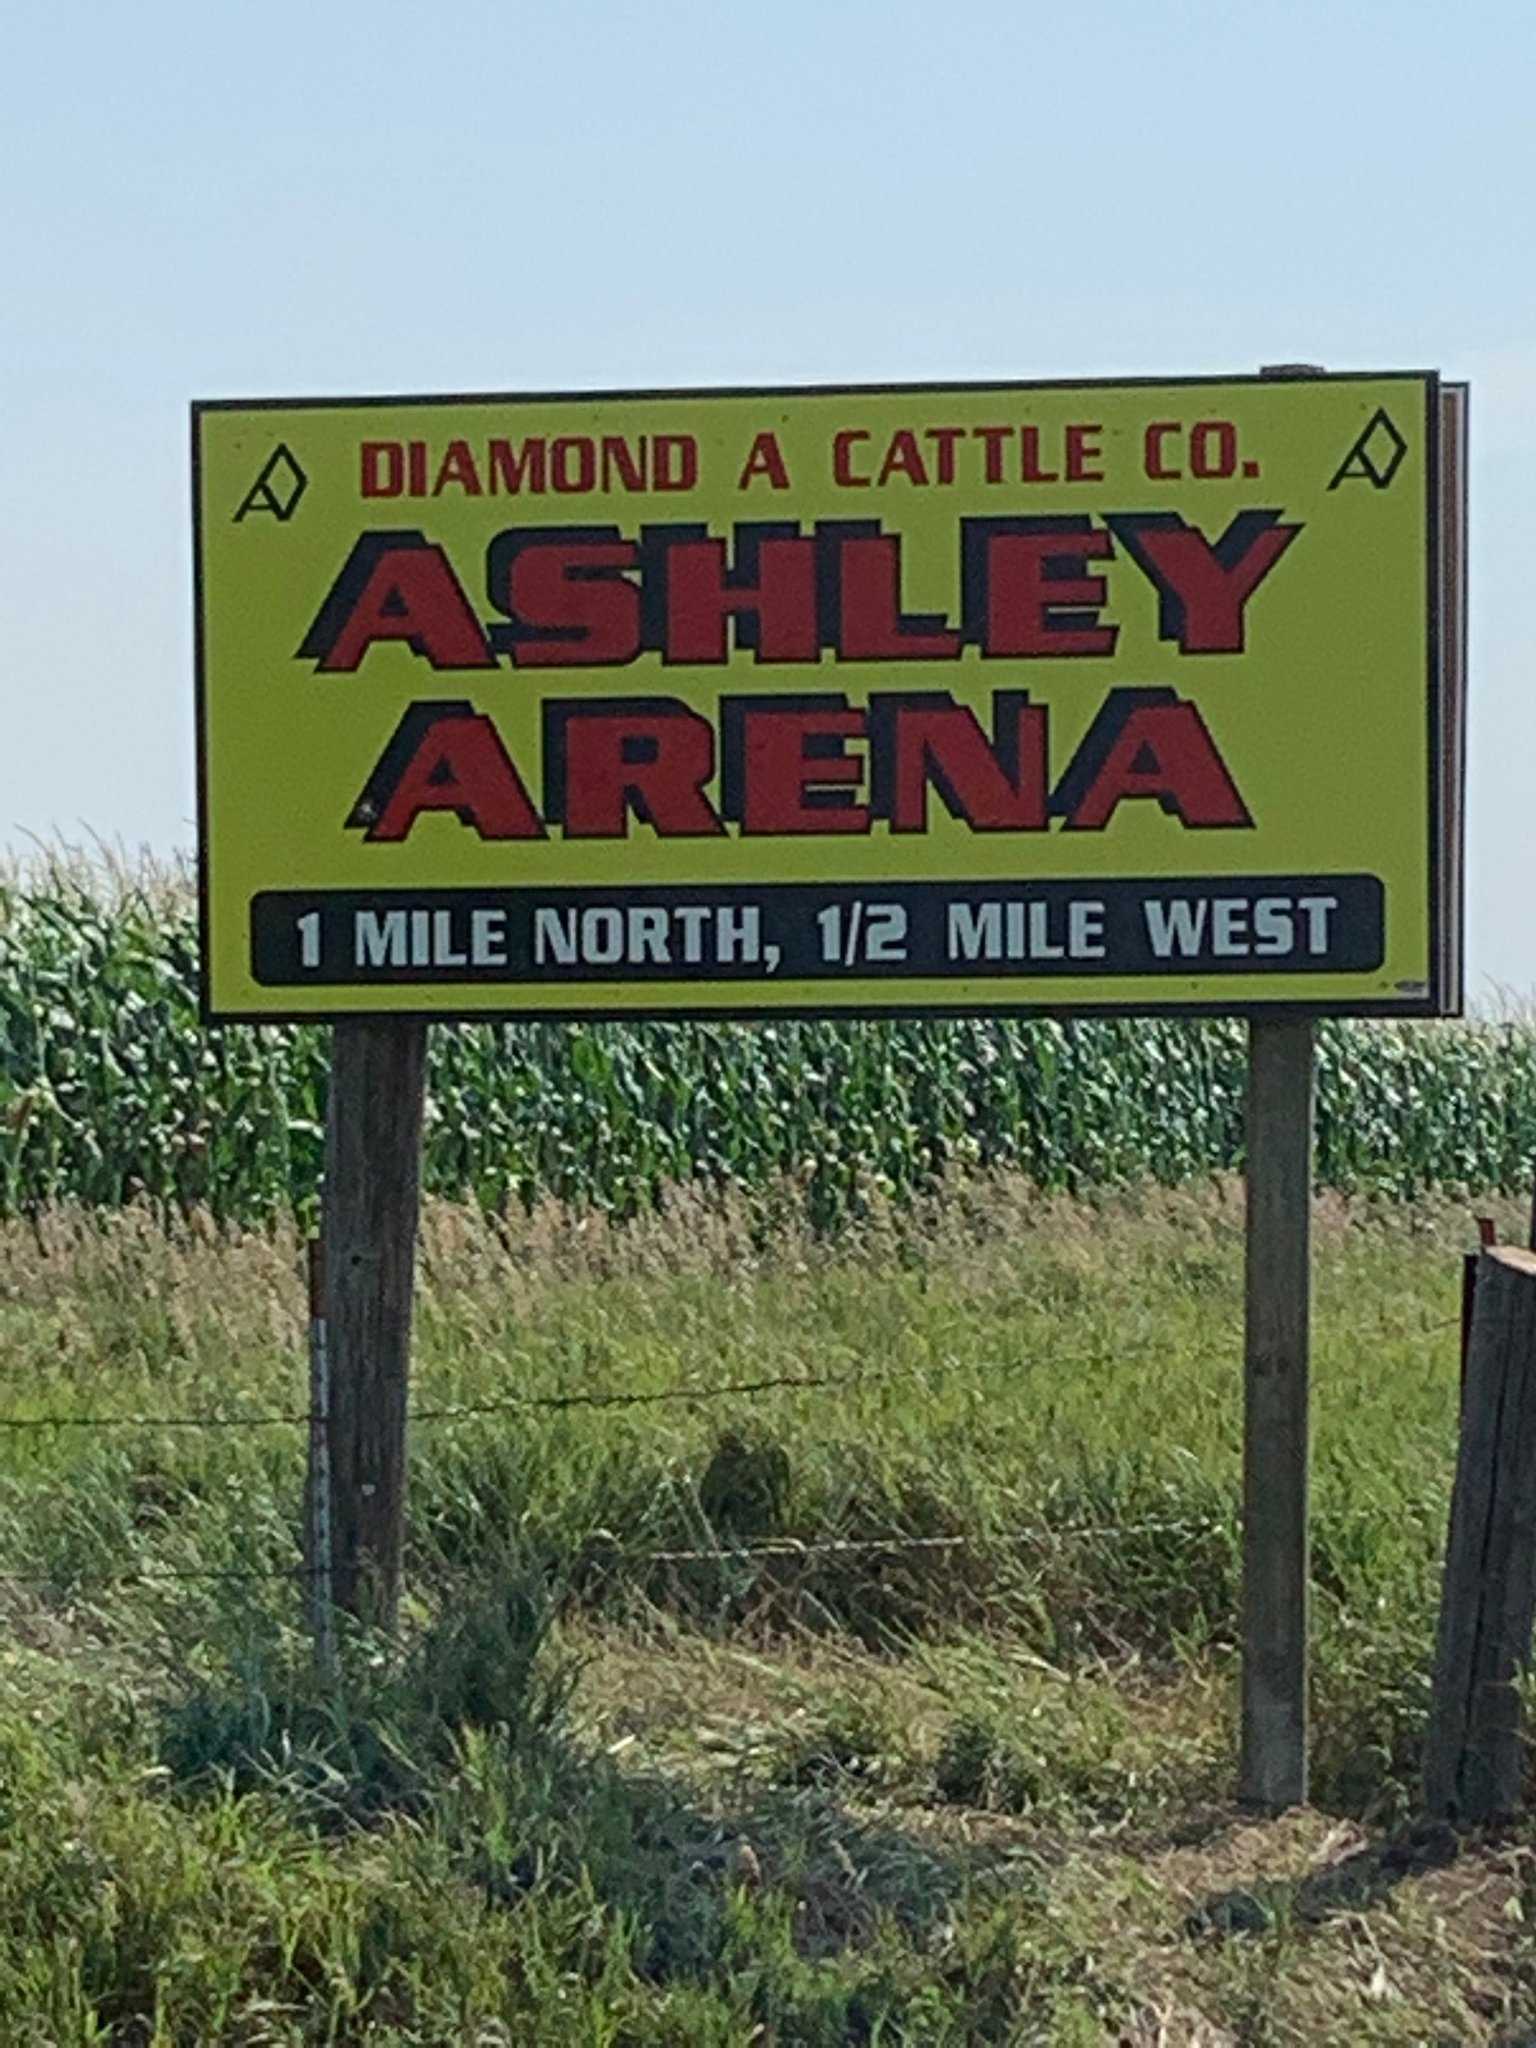 DIAMOND A CATTLE CO.
ASHLEY
ARENA
1 MILE NORTH, 1/2 MILE WEST